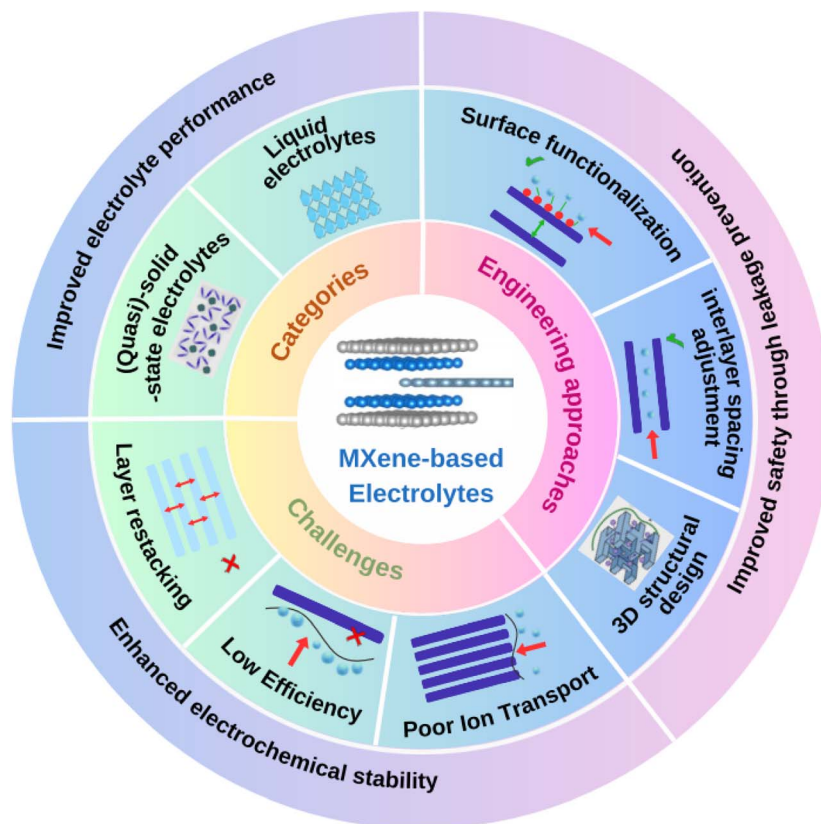 Improved electrolyte performance
Improved safety through leakage prevention
Enhanced electrochemical stability
Liquid
electrolytes
(Quasi)-solid
-state electrolytes
Categories
Surface functionalization
interlayer spacing
adjustment
3D structural
design
Engineering approaches
MXene-based
Electrolytes
Challenges
Layer restacking
Low Efficiency
Poor Ion Transport